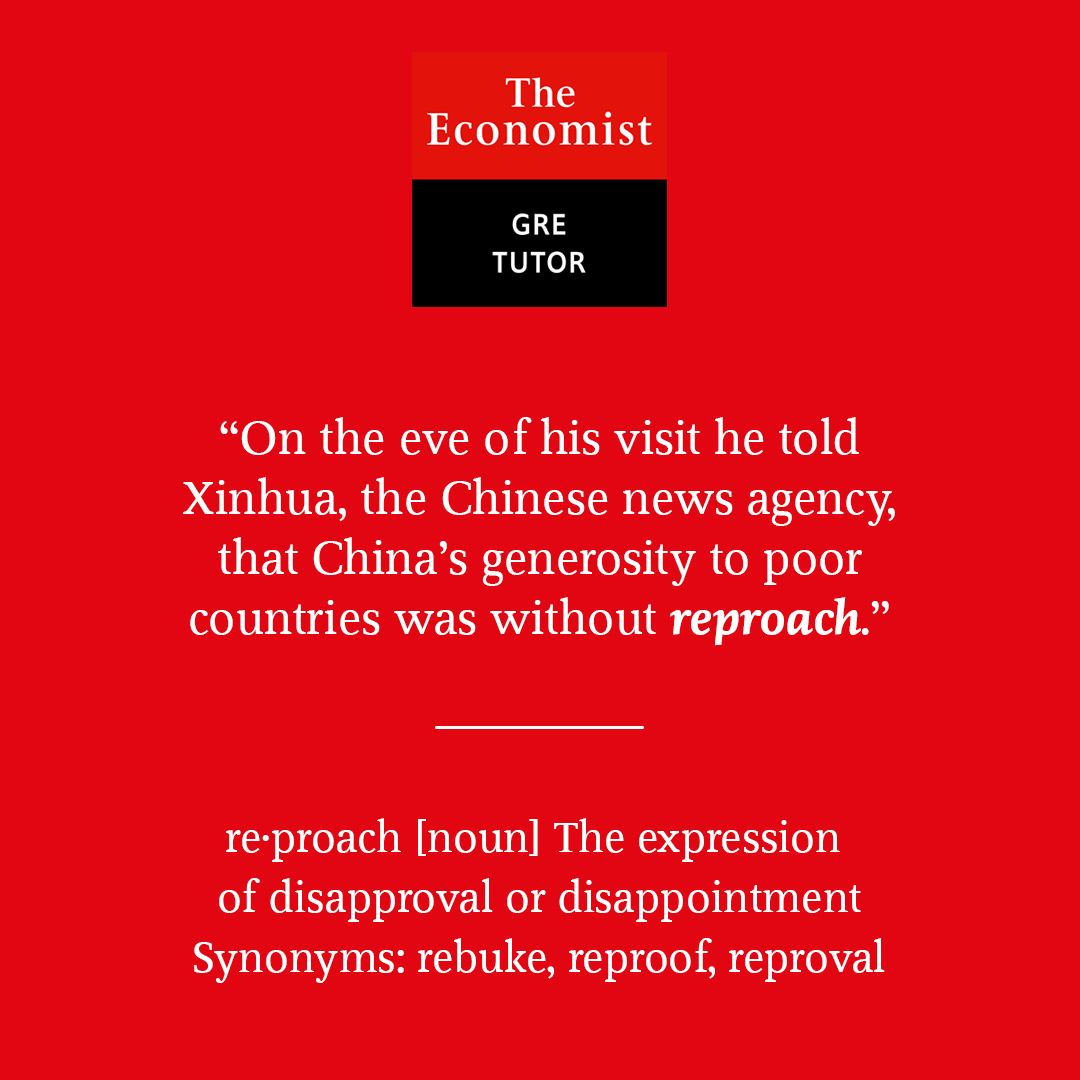 The
Economist
GRE
TUTOR
“On the eve of his visit he told
Xinhua, the Chinese news agency,
that China’s generosity to poor
countries was without reproach.”
re·proach [noun] The expression
of disapproval or disappointment
Synonyms: rebuke, reproof, reproval